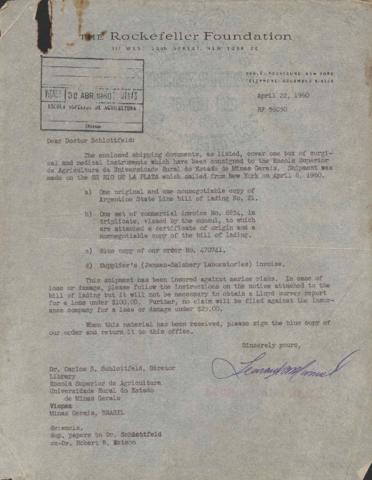 THE Rockefeller Foundation
111 WEST 50th STREET, NEW YORK 20
April 22, 1960
RF 59050
30 ABR 1960
ESCOLA SUPERIOR DE AGRICULTURA
Dear Doctor Schlottfeld:
The enclosed shipping documents, as listed, cover one box of surgi-
cal and medical instruments which have been consigned to the Escola Superior
de Agricultura da Universidade Rural do Estado de Minas Gerais. Shipment was
made on the SS RIO DE LA PLATA which sailed from New York on April 8, 1960.
a) One original and one nonnegotiable copy of
Argentine State Line bill of lading No. 21.
b) One set of commercial invoice No. in
triplicate, visaed by the consul, to which
are attached a certificate of origin and a
nonnegotiable copy of the bill of lading.
c) Blue copy of our order No. 470741.
d) Supplier's (Jensen-Salsbery Laboratories) invoice.
This shipment has been insured against marine risks. In case of
loss or damage, please follow the instructions on the notice attached to the
bill of lading but it will not be necessary to obtain a Lloyd survey report
for a loss under $100.00. Further, no claim will be filed against the insur-
ance company for a loss or damage under $25.00.
When this material has been received, please sign the blue copy of
our order and return it to this office.
Sincerely yours,
Dr. Carlos S. Schlottfeld, Director
Library
Escola Superior de Agricultura
Universidade Rural do Estado
de Minas Gerais
Viçosa
Minas Gerais, BRAZIL
Dup. papers to Dr. Schlottfeld
cc-Dr. Robert B. Watson